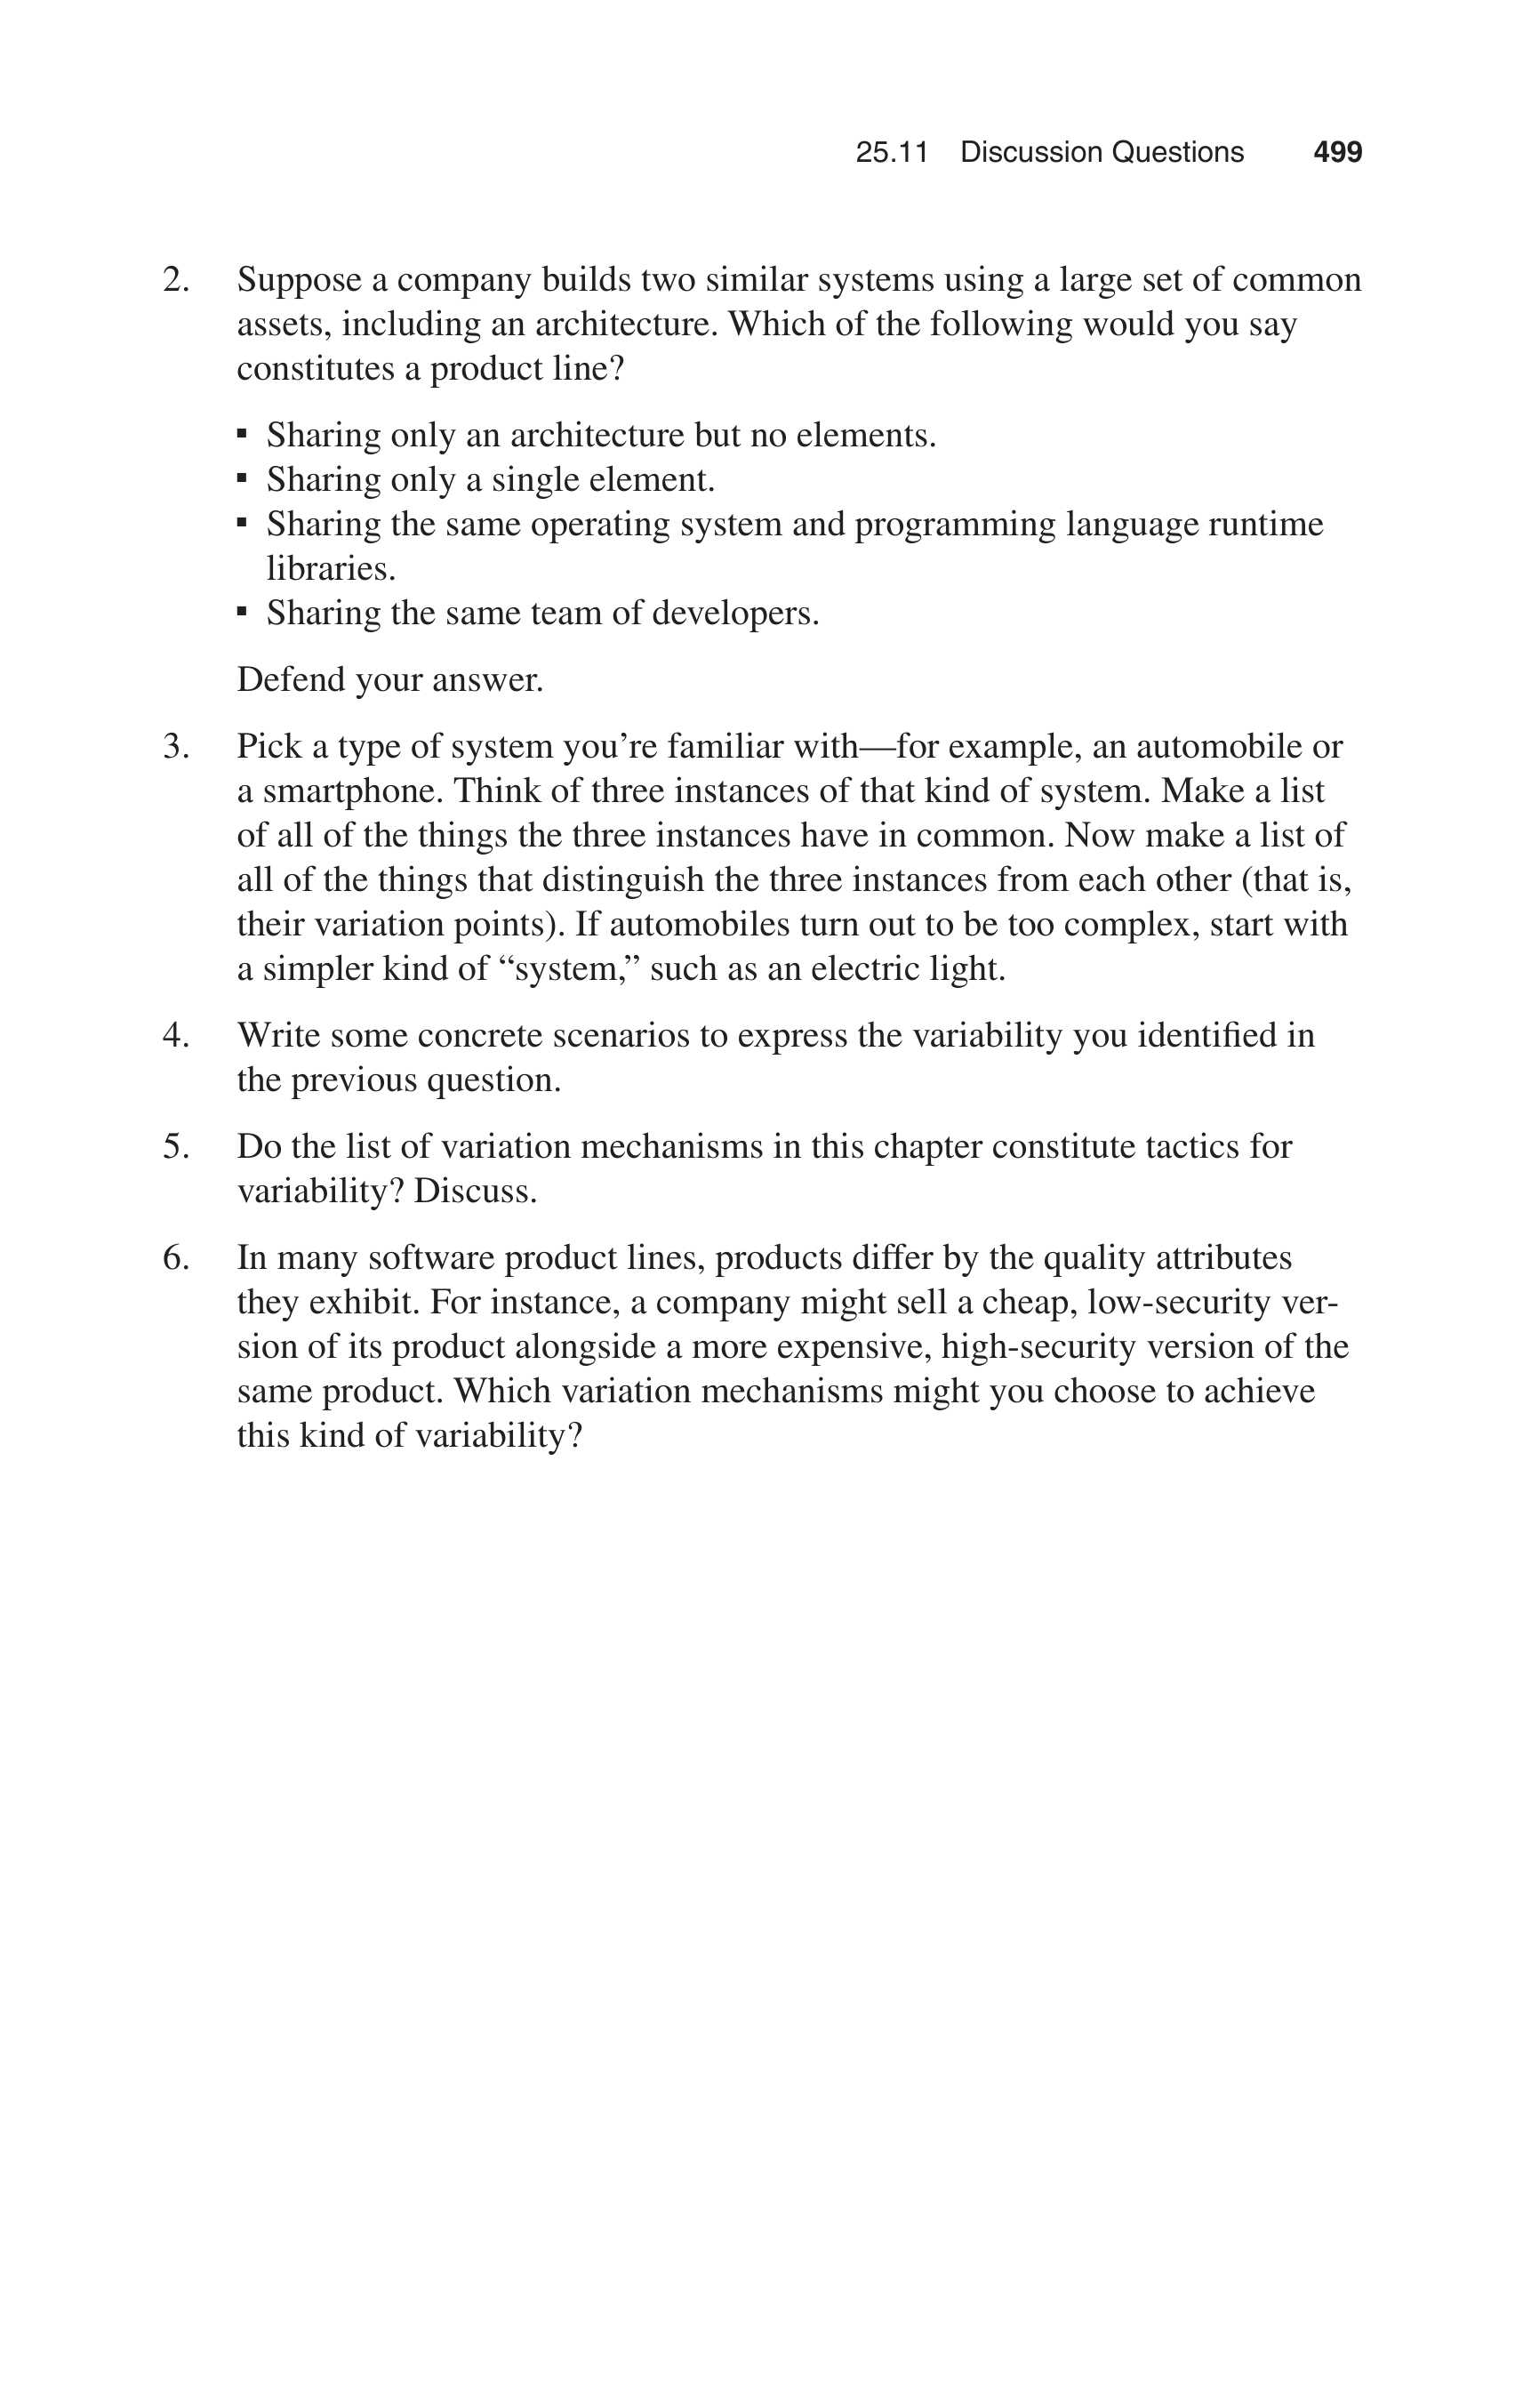 25.11 Discussion Questions 499
2. Suppose a company builds two similar systems using a large set of common
assets, including an architecture. Which of the following would you say
constitutes a product line?
▪ Sharing only an architecture but no elements.
▪ Sharing only a single element.
▪ Sharing the same operating system and programming language runtime
libraries.
▪ Sharing the same team of developers.
Defend your answer.
3. Pick a type of system you’re familiar with—for example, an automobile or
a smartphone. Think of three instances of that kind of system. Make a list
of all of the things the three instances have in common. Now make a list of
all of the things that distinguish the three instances from each other (that is,
their variation points). If automobiles turn out to be too complex, start with
a simpler kind of “system,” such as an electric light.
4. Write some concrete scenarios to express the variability you identified in
the previous question.
5. Do the list of variation mechanisms in this chapter constitute tactics for
variability? Discuss.
6. In many software product lines, products differ by the quality attributes
they exhibit. For instance, a company might sell a cheap, low-security ver-
sion of its product alongside a more expensive, high-security version of the
same product. Which variation mechanisms might you choose to achieve
this kind of variability?